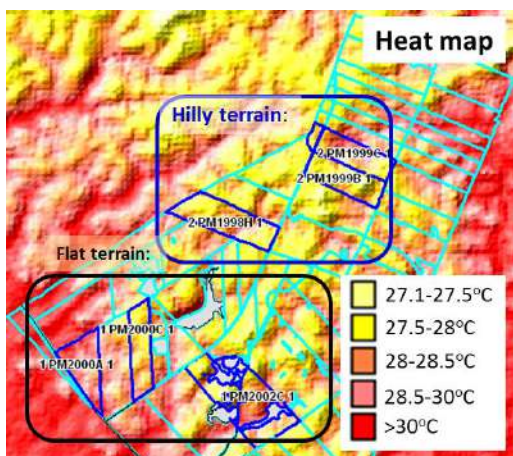 Heat map
Hilly terrain:
2 PM1999C 1
2 PM1999B 1
2 PM1998H 1
Flat terrain:
1 PM2000C 1
1 PM2000A 1
1 PM2002C 1
27.1-27.5°C
27.5-28°C
28-28.5°C
28.5-30°C
>30°C